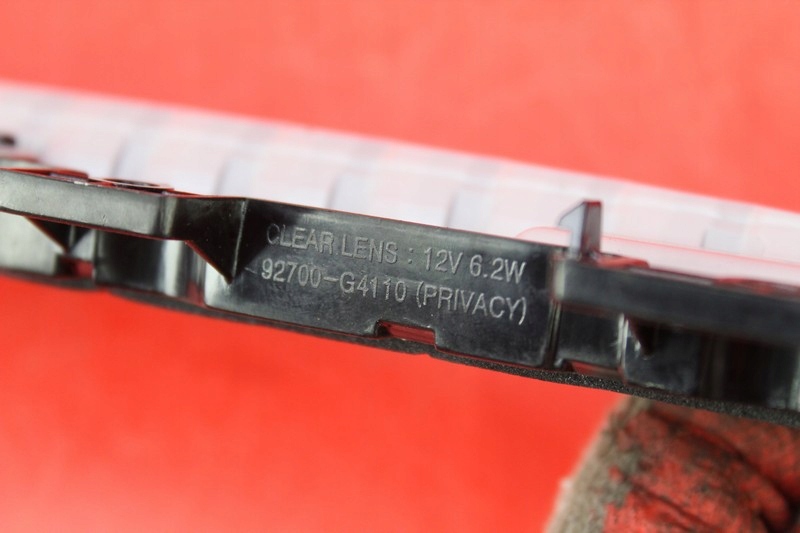 CLEAR LENS : 12V 6.2W
92700-G4110 (PRIVACY)